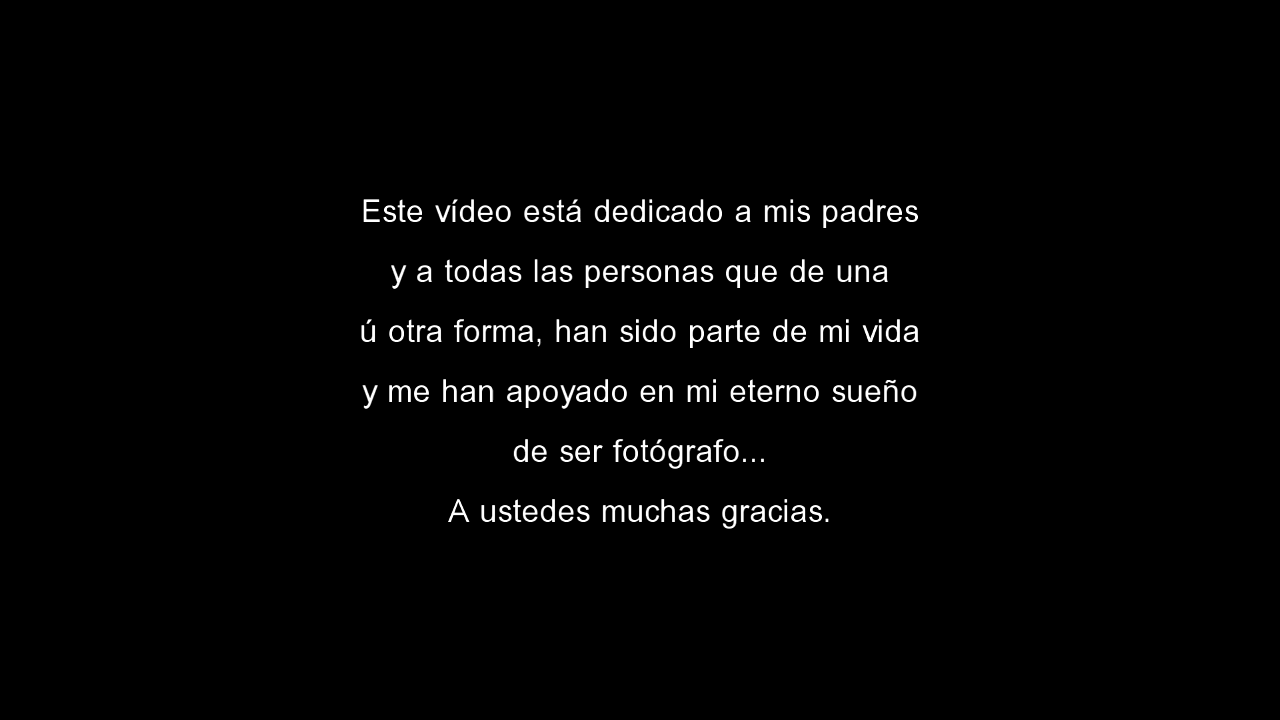 Este vídeo está dedicado a mis padres
y a todas las personas que de una
ú otra forma, han sido parte de mi vida
y me han apoyado en mi eterno sueño
de ser fotógrafo...
A ustedes muchas gracias.